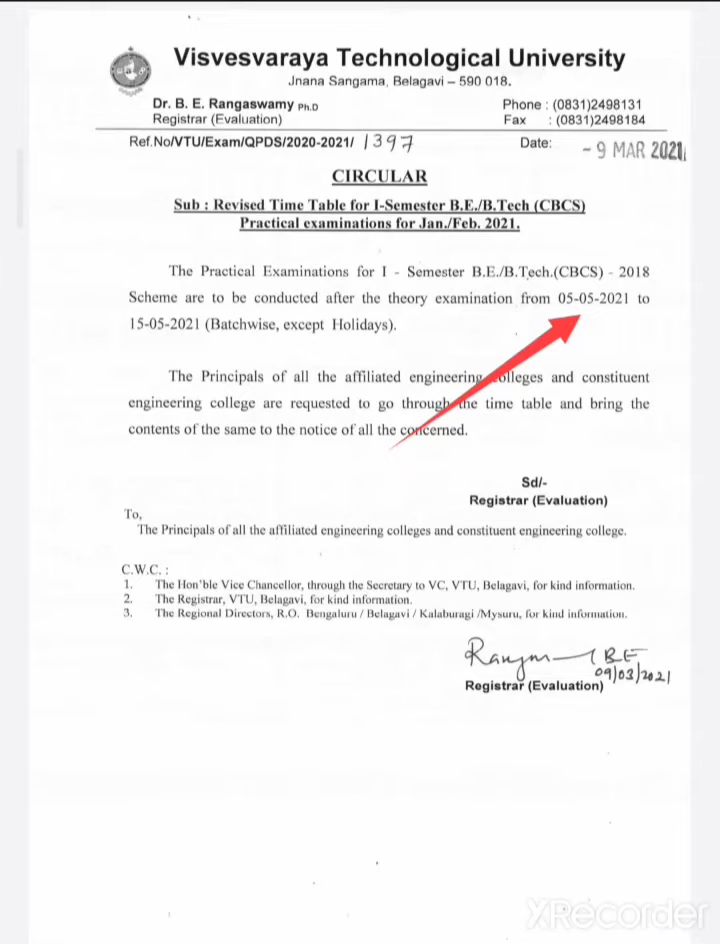 Visvesvaraya Technological University
Jnana Sangama, Belagavi – 590 018.
Dr. B. E. Rangaswamy Ph.D
Registrar (Evaluation)
Phone : (0831)2498131
Fax : (0831)2498184
Ref.No/VTU/Exam/QPDS/2020-2021/ 1397
Date: - 9 MAR 2021
CIRCULAR
Sub : Revised Time Table for I-Semester B.E./B.Tech (CBCS)
Practical examinations for Jan./Feb. 2021.
The Practical Examinations for I - Semester B.E./B.Tech.(CBCS) - 2018
Scheme are to be conducted after the theory examination from 05-05-2021 to
15-05-2021 (Batchwise, except Holidays).
The Principals of all the affiliated engineering colleges and constituent
engineering college are requested to go through the time table and bring the
contents of the same to the notice of all the concerned.
Sd/-
Registrar (Evaluation)
To,
The Principals of all the affiliated engineering colleges and constituent engineering college.
C.W.C. :
1. The Hon'ble Vice Chancellor, through the Secretary to VC, VTU, Belagavi, for kind information.
2. The Registrar, VTU, Belagavi, for kind information.
3. The Regional Directors, R.O. Bengaluru / Belagavi / Kalaburagi /Mysuru, for kind information.
BE
09/03/2021
Registrar (Evaluation)
XRecorder